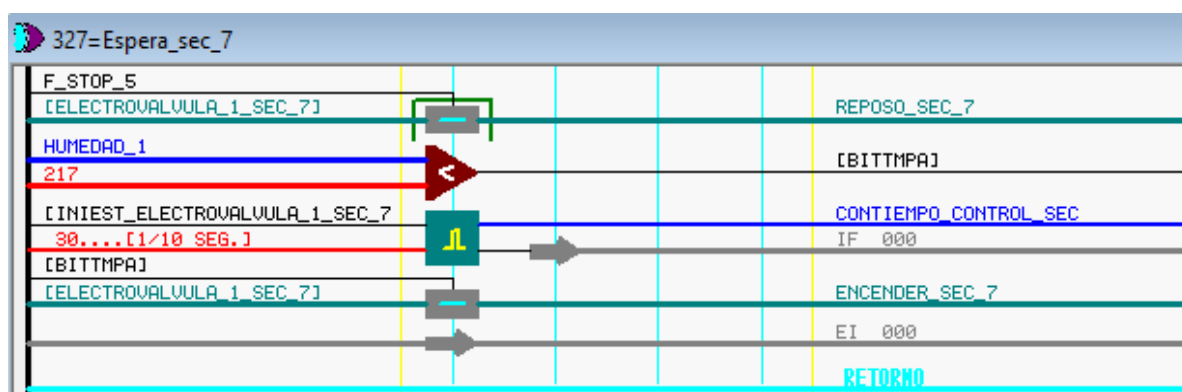 327=Espera_sec_7
F_STOP_5
[ELECTROVALVULA_1_SEC_7] REPOSO_SEC_7
HUMEDAD_1
[BITTMPA]
217
[INIEST_ELECTROVALVULA_1_SEC_7 CONTIEMPO_CONTROL_SEC
30....[1/10 SEG.] IF 000
[BITTMPA]
[ELECTROVALVULA_1_SEC_7] ENCENDER_SEC_7
EI 000
RETORNO